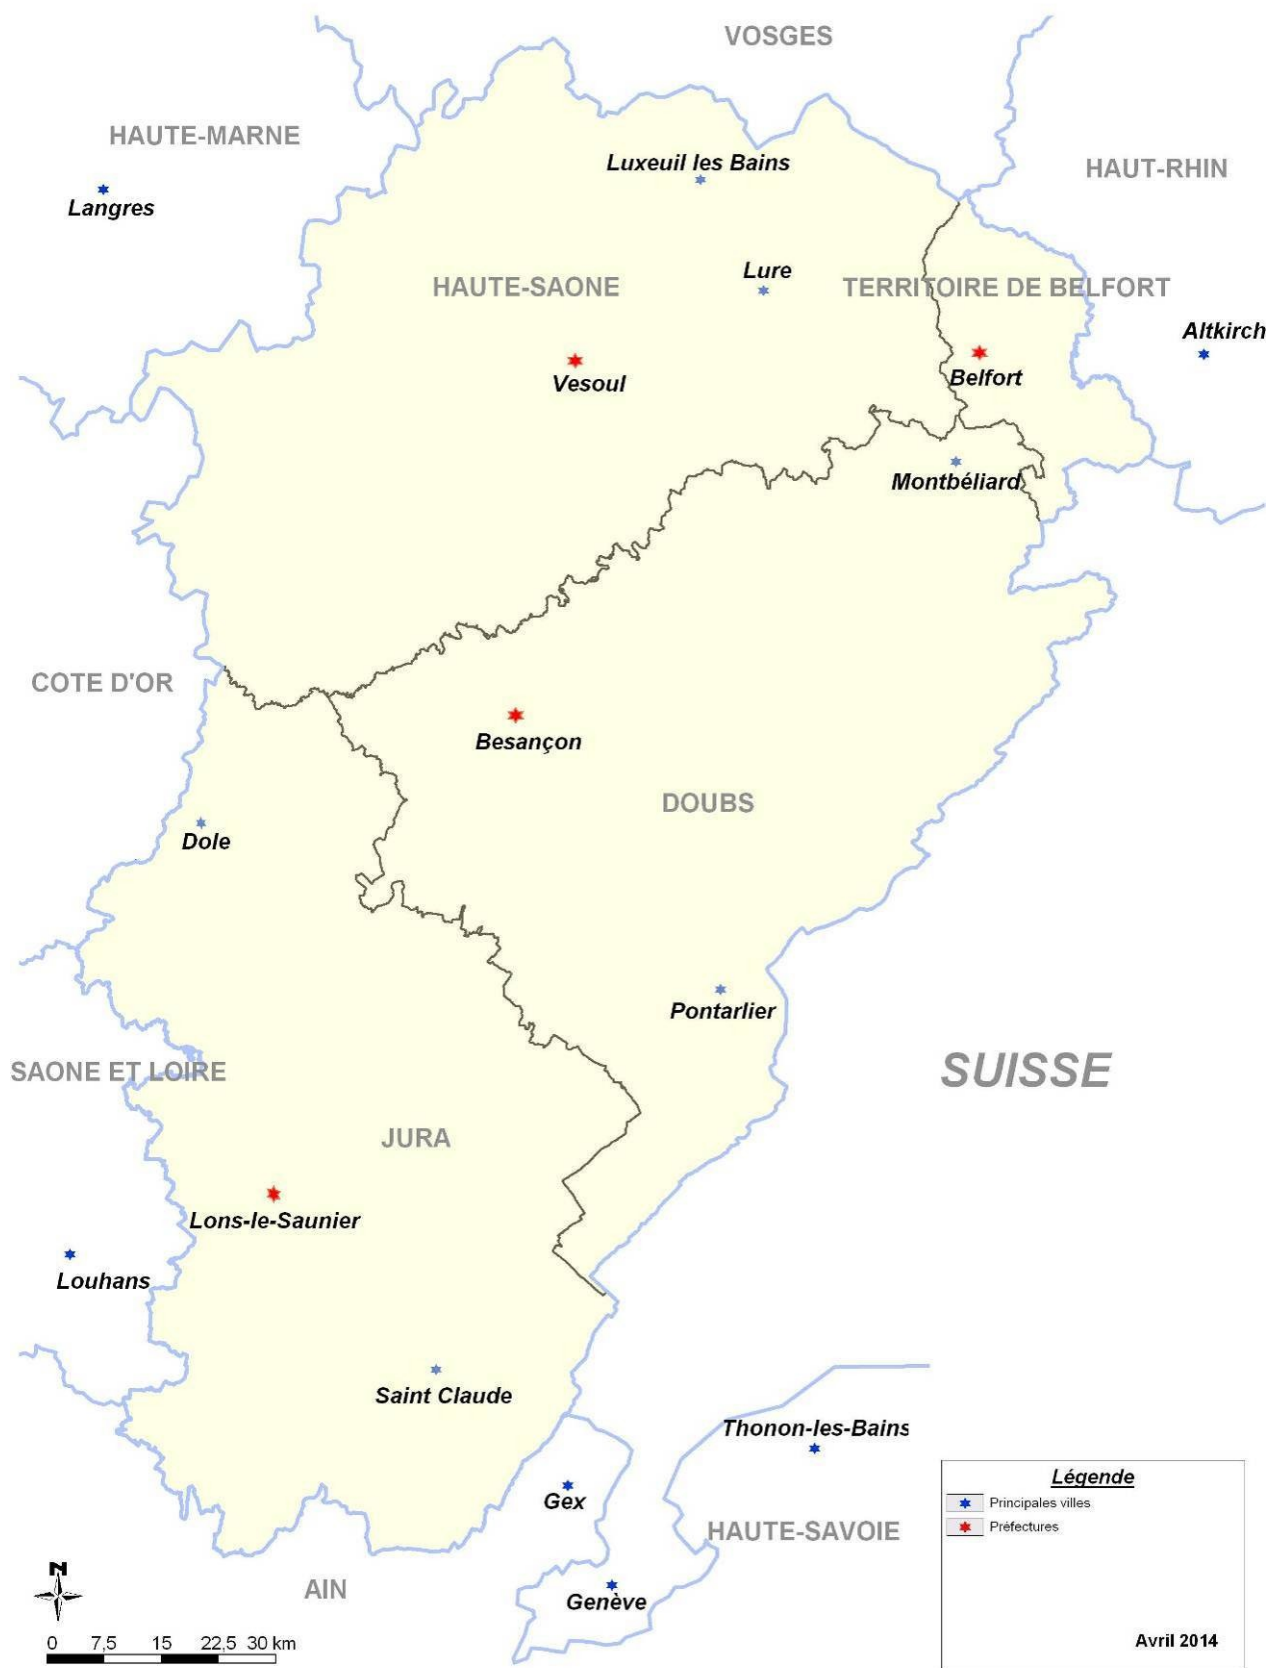 VOSGES
HAUTE-MARNE
Luxeuil les Bains
HAUT-RHIN
Langres
Lure
HAUTE-SAONE
TERRITOIRE DE BELFORT
Altkirch
Vesoul
Belfort
Montbéliard
COTE D'OR
Besançon
DOUBS
Dole
Pontarlier
SAONE ET LOIRE
SUISSE
JURA
Lons-le-Saunier
Louhans
Saint Claude
Thonon-les-Bains
Légende
Principales villes
Préfectures
Gex
HAUTE-SAVOIE
N
AIN
Genève
0 7,5 15 22,5 30 km
Avril 2014